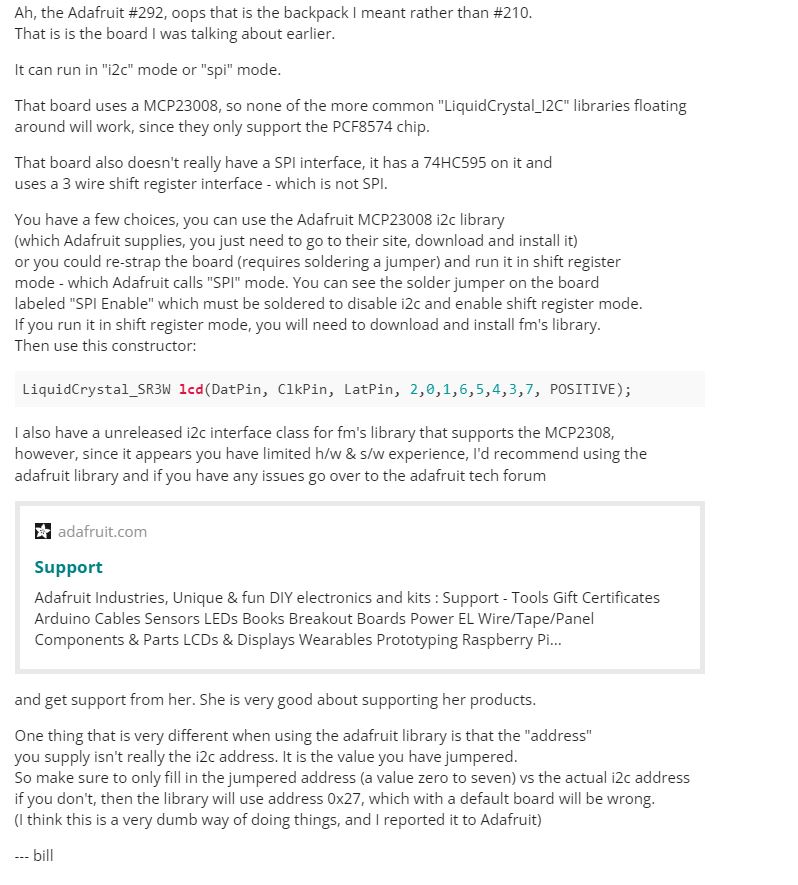 Ah, the Adafruit #292, oops that is the backpack I meant rather than #210.
That is is the board I was talking about earlier.
It can run in "i2c" mode or "spi" mode.
That board uses a MCP23008, so none of the more common "LiquidCrystal_I2C" libraries floating
around will work, since they only support the PCF8574 chip.
That board also doesn't really have a SPI interface, it has a 74HC595 on it and
uses a 3 wire shift register interface - which is not SPI.
You have a few choices, you can use the Adafruit MCP23008 i2c library
(which Adafruit supplies, you just need to go to their site, download and install it)
or you could re-strap the board (requires soldering a jumper) and run it in shift register
mode - which Adafruit calls "SPI" mode. You can see the solder jumper on the board
labeled "SPI Enable" which must be soldered to disable i2c and enable shift register mode.
If you run it in shift register mode, you will need to download and install fm's library.
Then use this constructor:
LiquidCrystal_SR3W lcd(DatPin, ClkPin, LatPin, 2,0,1,6,5,4,3,7, POSITIVE);
I also have a unreleased i2c interface class for fm's library that supports the MCP2308,
however, since it appears you have limited h/w & s/w experience, I'd recommend using the
adafruit library and if you have any issues go over to the adafruit tech forum
adafruit.com
Support
Adafruit Industries, Unique & fun DIY electronics and kits : Support - Tools Gift Certificates
Arduino Cables Sensors LEDs Books Breakout Boards Power EL Wire/Tape/Panel
Components & Parts LCDs & Displays Wearables Prototyping Raspberry Pi...
and get support from her. She is very good about supporting her products.
One thing that is very different when using the adafruit library is that the "address"
you supply isn't really the i2c address. It is the value you have jumpered.
So make sure to only fill in the jumpered address (a value zero to seven) vs the actual i2c address
if you don't, then the library will use address 0x27, which with a default board will be wrong.
(I think this is a very dumb way of doing things, and I reported it to Adafruit)
--- bill